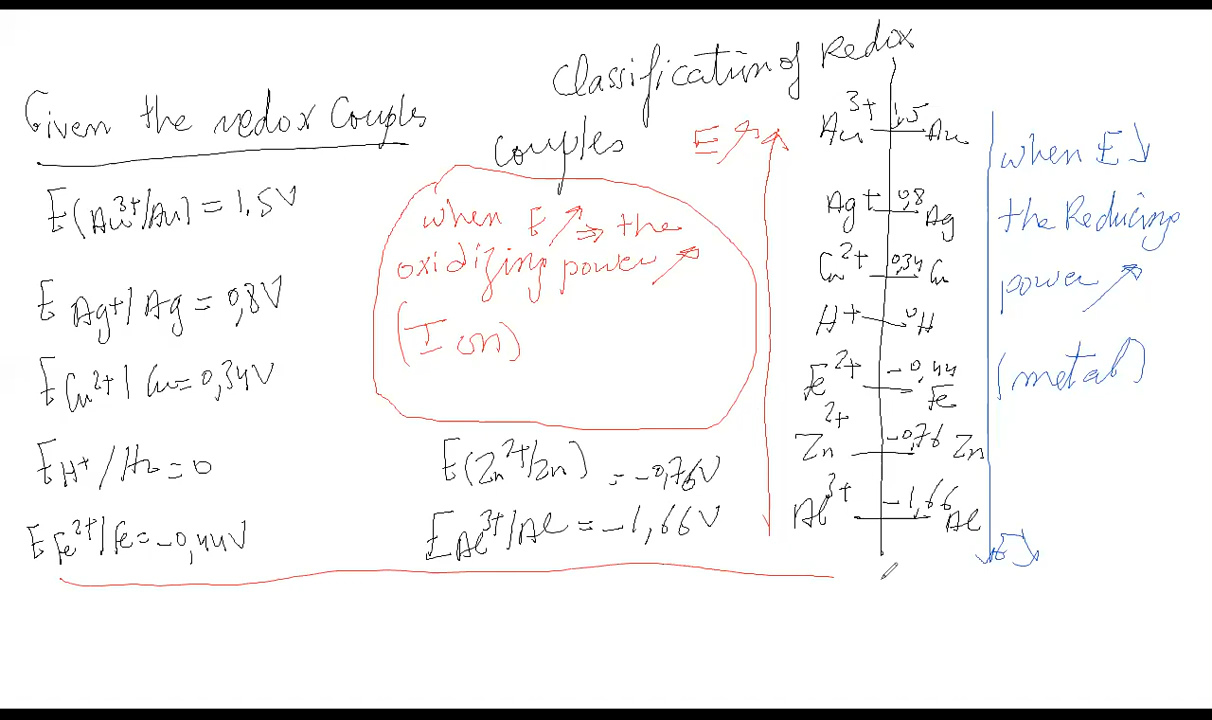 Classification of Redox
couples
Given the redox Couples
E(Au³⁺/Au) = 1.5V
E Ag+/Ag = 0,8V
E Cu²⁺/Cu = 0,34V
E H⁺/H₂ = 0
E Fe²⁺/Fe = -0,44V
when E ↗ ⇒ the
oxidizing power ↗
(Ion)
E(Zn²⁺/Zn) = -0,76V
E Al³⁺/Al = -1,66V
E ↗
Au³⁺ 1,5 Au
Ag+ 0,8 Ag
Cu²⁺ 0,34 Cu
H+ 0 H
Fe²⁺ -0,44 Fe
Zn²⁺ -0,76 Zn
Al³⁺ -1,66 Al
when E ↓
the Reducing
power ↗
(metal)
E ↘